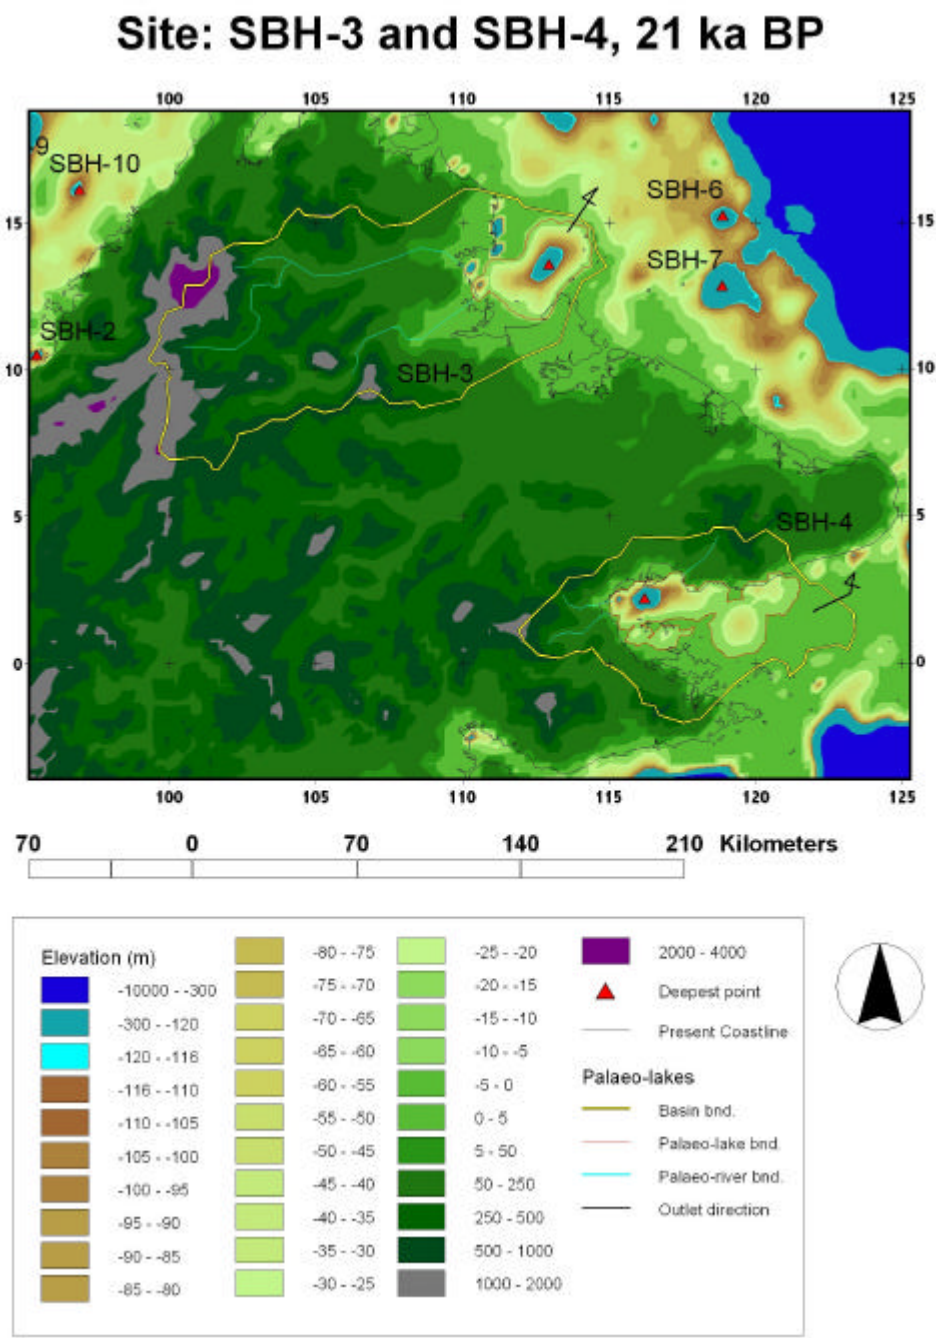 Site: SBH-3 and SBH-4, 21 ka BP
100 105 110 115 120 125
-9
SBH-10
SBH-6
15 15
SBH-7
SBH-2
10 10
SBH-3
5 5
SBH-4
0 0
100 105 110 115 120 125
70 0 70 140 210 Kilometers
Elevation (m)
-10000 - -300
-300 - -120
-120 - -116
-116 - -110
-110 - -105
-105 - -100
-100 - -95
-95 - -90
-90 - -85
-85 - -80
-80 - -75
-75 - -70
-70 - -65
-65 - -60
-60 - -55
-55 - -50
-50 - -45
-45 - -40
-40 - -35
-35 - -30
-30 - -25
-25 - -20
-20 - -15
-15 - -10
-10 - -5
-5 - 0
0 - 5
5 - 50
50 - 250
250 - 500
500 - 1000
1000 - 2000
2000 - 4000
Deepest point
Present Coastline
Palaeo-lakes
Basin bnd.
Palaeo-lake bnd.
Palaeo-river bnd.
Outlet direction